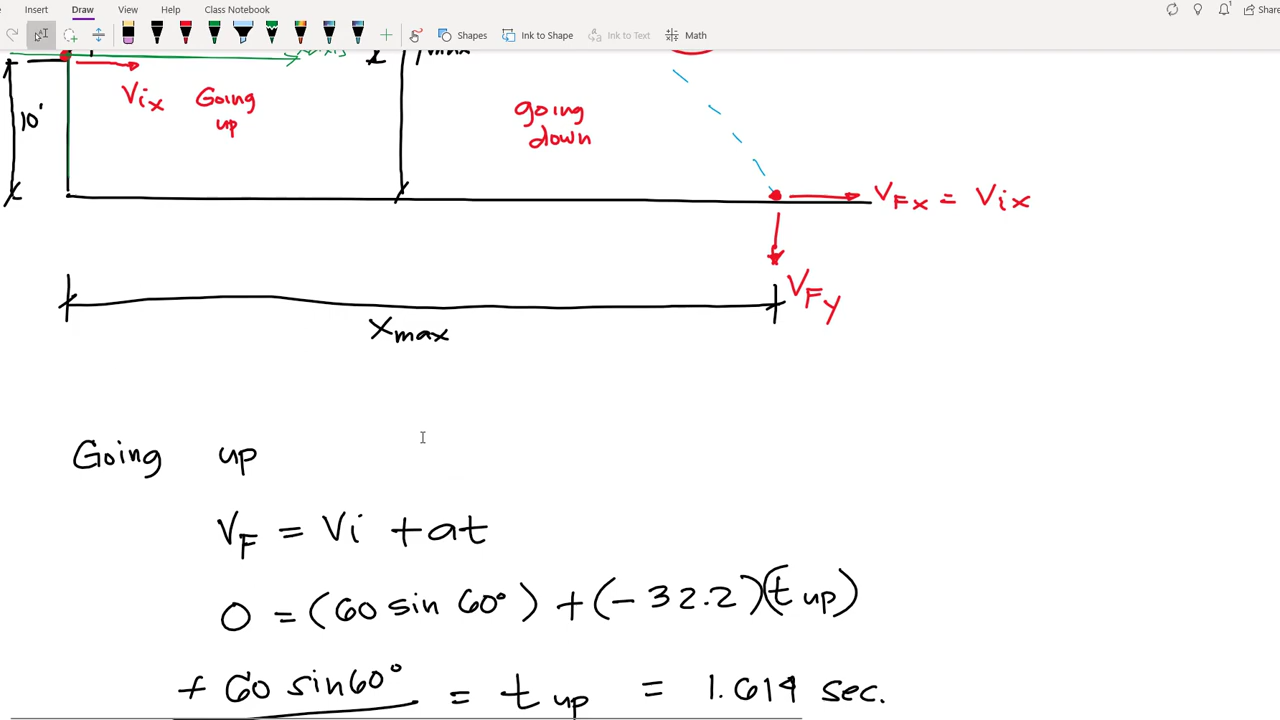 Insert Draw View Help Class Notebook
Share
Shapes Ink to Shape Ink to Text Math
max
10'
Vix Going up
going down
VFx = Vix
VFy
Xmax
Going up
VF = Vi + at
0 = (60 sin 60°) + (-32.2)(t up)
+ 60 sin60° = t up = 1.614 sec.